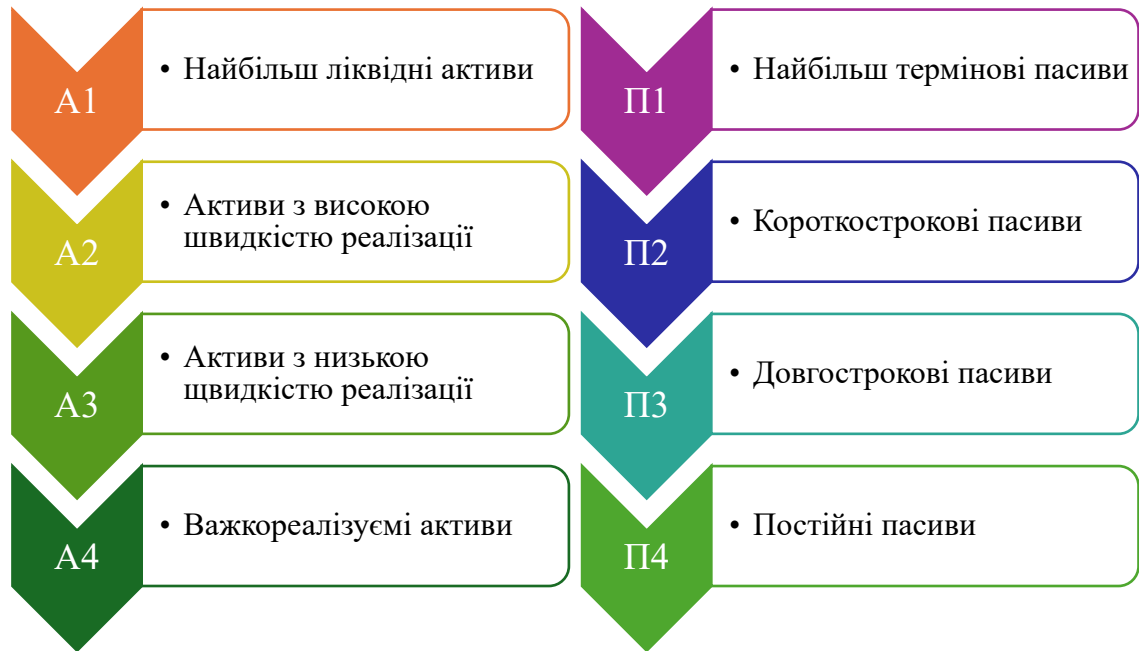 А1
• Найбільш ліквідні активи
А2
• Активи з високою
швидкістю реалізації
А3
• Активи з низькою
щвидкістю реалізації
А4
• Важкореалізуємі активи
П1
• Найбільш термінові пасиви
П2
• Короткострокові пасиви
П3
• Довгострокові пасиви
П4
• Постійні пасиви